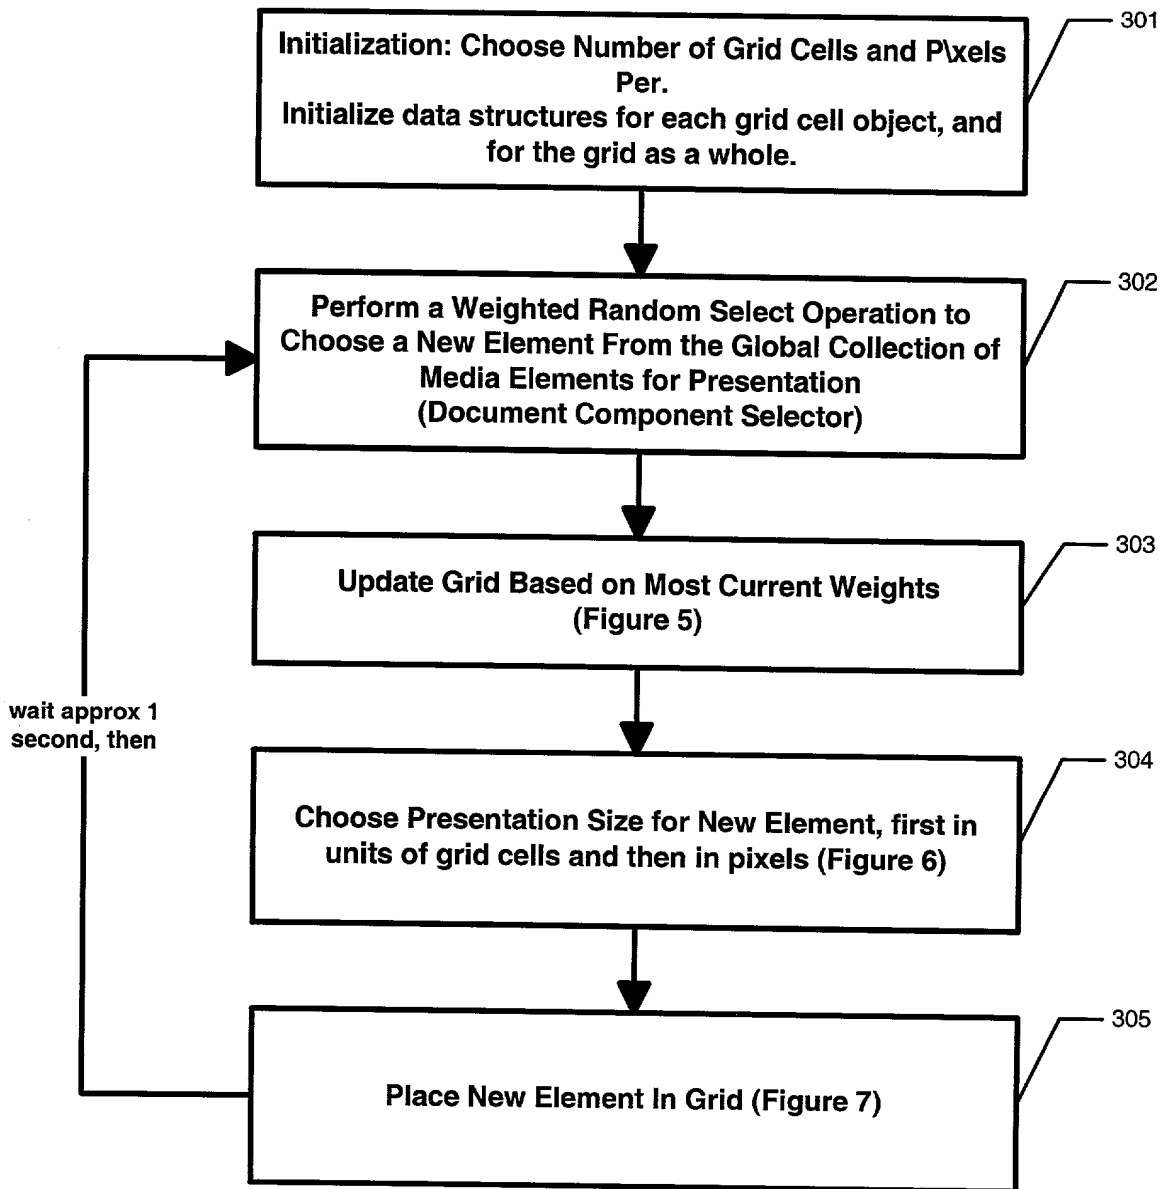 Initialization: Choose Number of Grid Cells and P\xels
Per.
Initialize data structures for each grid cell object, and
for the grid as a whole.
301
Perform a Weighted Random Select Operation to
Choose a New Element From the Global Collection of
Media Elements for Presentation
(Document Component Selector)
302
Update Grid Based on Most Current Weights
(Figure 5)
303
wait approx 1
second, then
Choose Presentation Size for New Element, first in
units of grid cells and then in pixels (Figure 6)
304
Place New Element In Grid (Figure 7)
305